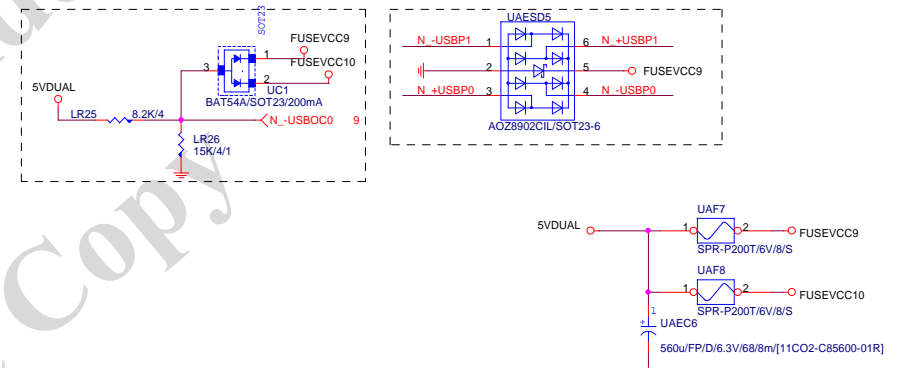 SOT23
FUSEVCC9
1
FUSEVCC10
3
2
UC1
BAT54A/SOT23/200mA
5VDUAL
LR25
8.2K/4
N_-USBOC0
9
LR26
15K/4/1
UAESD5
N_-USBP1
1
6
N_+USBP1
2
5
FUSEVCC9
N_+USBP0
3
4
N_-USBP0
AOZ8902CIL/SOT23-6
UAF7
5VDUAL
1
2
FUSEVCC9
SPR-P200T/6V/8/S
UAF8
1
2
FUSEVCC10
SPR-P200T/6V/8/S
1
+
UAEC6
560u/FP/D/6.3V/68/8m/[11CO2-C85600-01R]
Copy